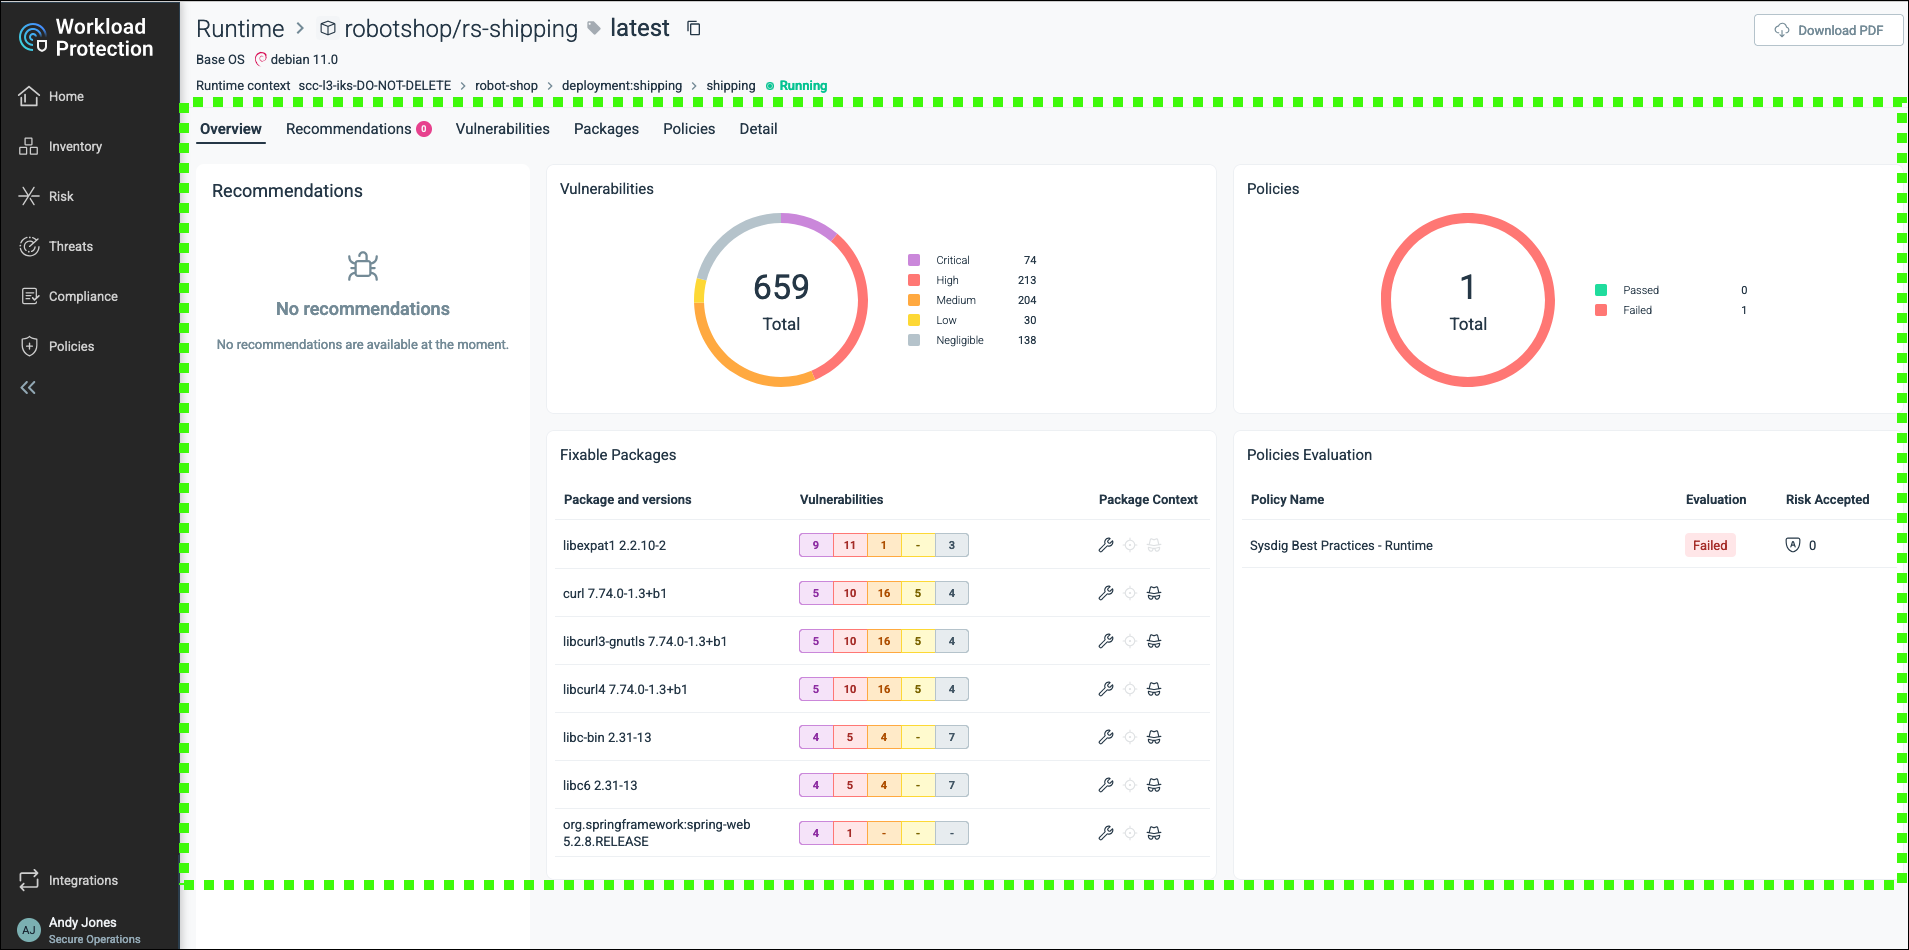 Workload
Protection
Home
Inventory
Risk
Threats
Compliance
Policies
Integrations
AJ
Andy Jones
Secure Operations
Runtime > robotshop/rs-shipping latest
Download PDF
Base OS debian 11.0
Runtime context scc-l3-iks-DO-NOT-DELETE > robot-shop > deployment:shipping > shipping Running
Overview Recommendations 0 Vulnerabilities Packages Policies Detail
Recommendations
No recommendations
No recommendations are available at the moment.
Vulnerabilities
659
Total
Critical 74
High 213
Medium 204
Low 30
Negligible 138
Policies
1
Total
Passed 0
Failed 1
Fixable Packages
Package and versions Vulnerabilities Package Context
libexpat1 2.2.10-2 9 11 1 - 3
curl 7.74.0-1.3+b1 5 10 16 5 4
libcurl3-gnutls 7.74.0-1.3+b1 5 10 16 5 4
libcurl4 7.74.0-1.3+b1 5 10 16 5 4
libc-bin 2.31-13 4 5 4 - 7
libc6 2.31-13 4 5 4 - 7
org.springframework:spring-web
5.2.8.RELEASE 4 1 - - -
Policies Evaluation
Policy Name Evaluation Risk Accepted
Sysdig Best Practices - Runtime Failed A 0